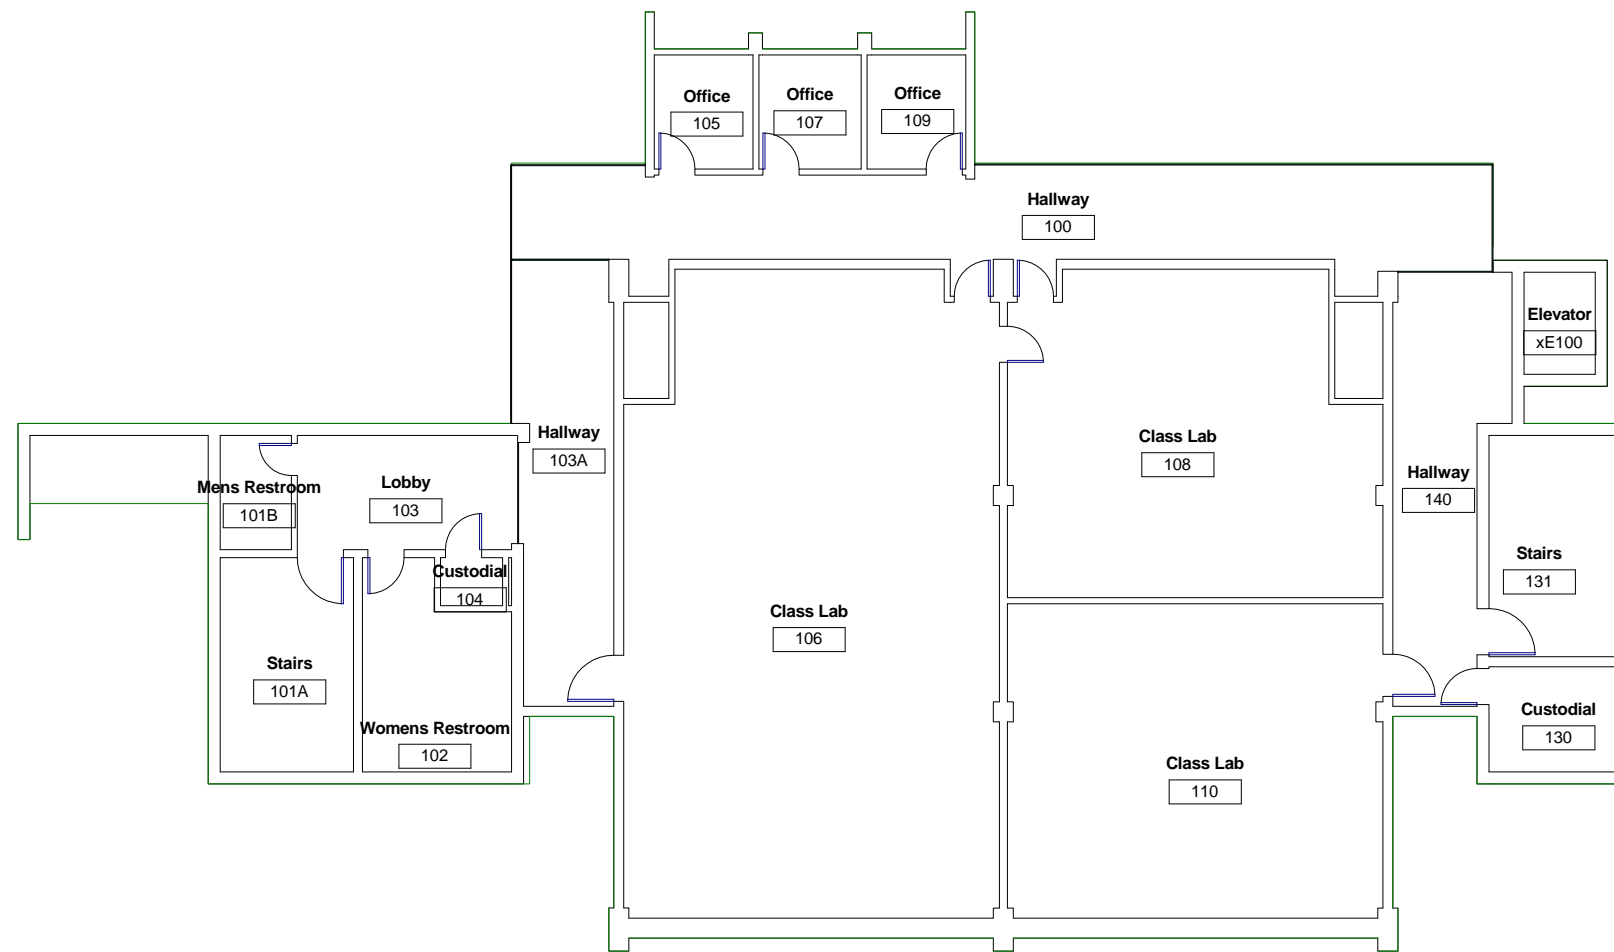 Office
105
Office
107
Office
109
Hallway
100
Elevator
xE100
Hallway
103A
Class Lab
108
Hallway
140
Mens Restroom
101B
Lobby
103
Custodial
104
Stairs
131
Class Lab
106
Stairs
101A
Womens Restroom
102
Custodial
130
Class Lab
110